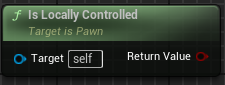 f Is Locally Controlled
Target is Pawn
Target self Return Value